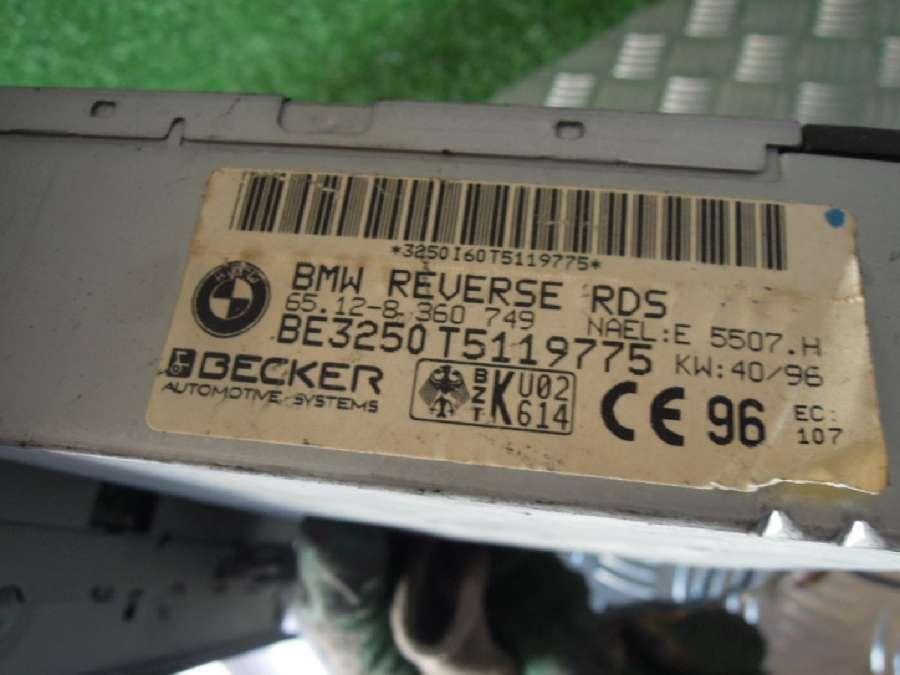 *3250I60T5119775*
BMW REVERSE RDS
65.12-8 360 749 NAEL:E 5507.H
BE3250 T5119775 KW:40/96
BECKER
AUTOMOTIVE SYSTEMS
BZT K U02 614
CE 96 EC: 107